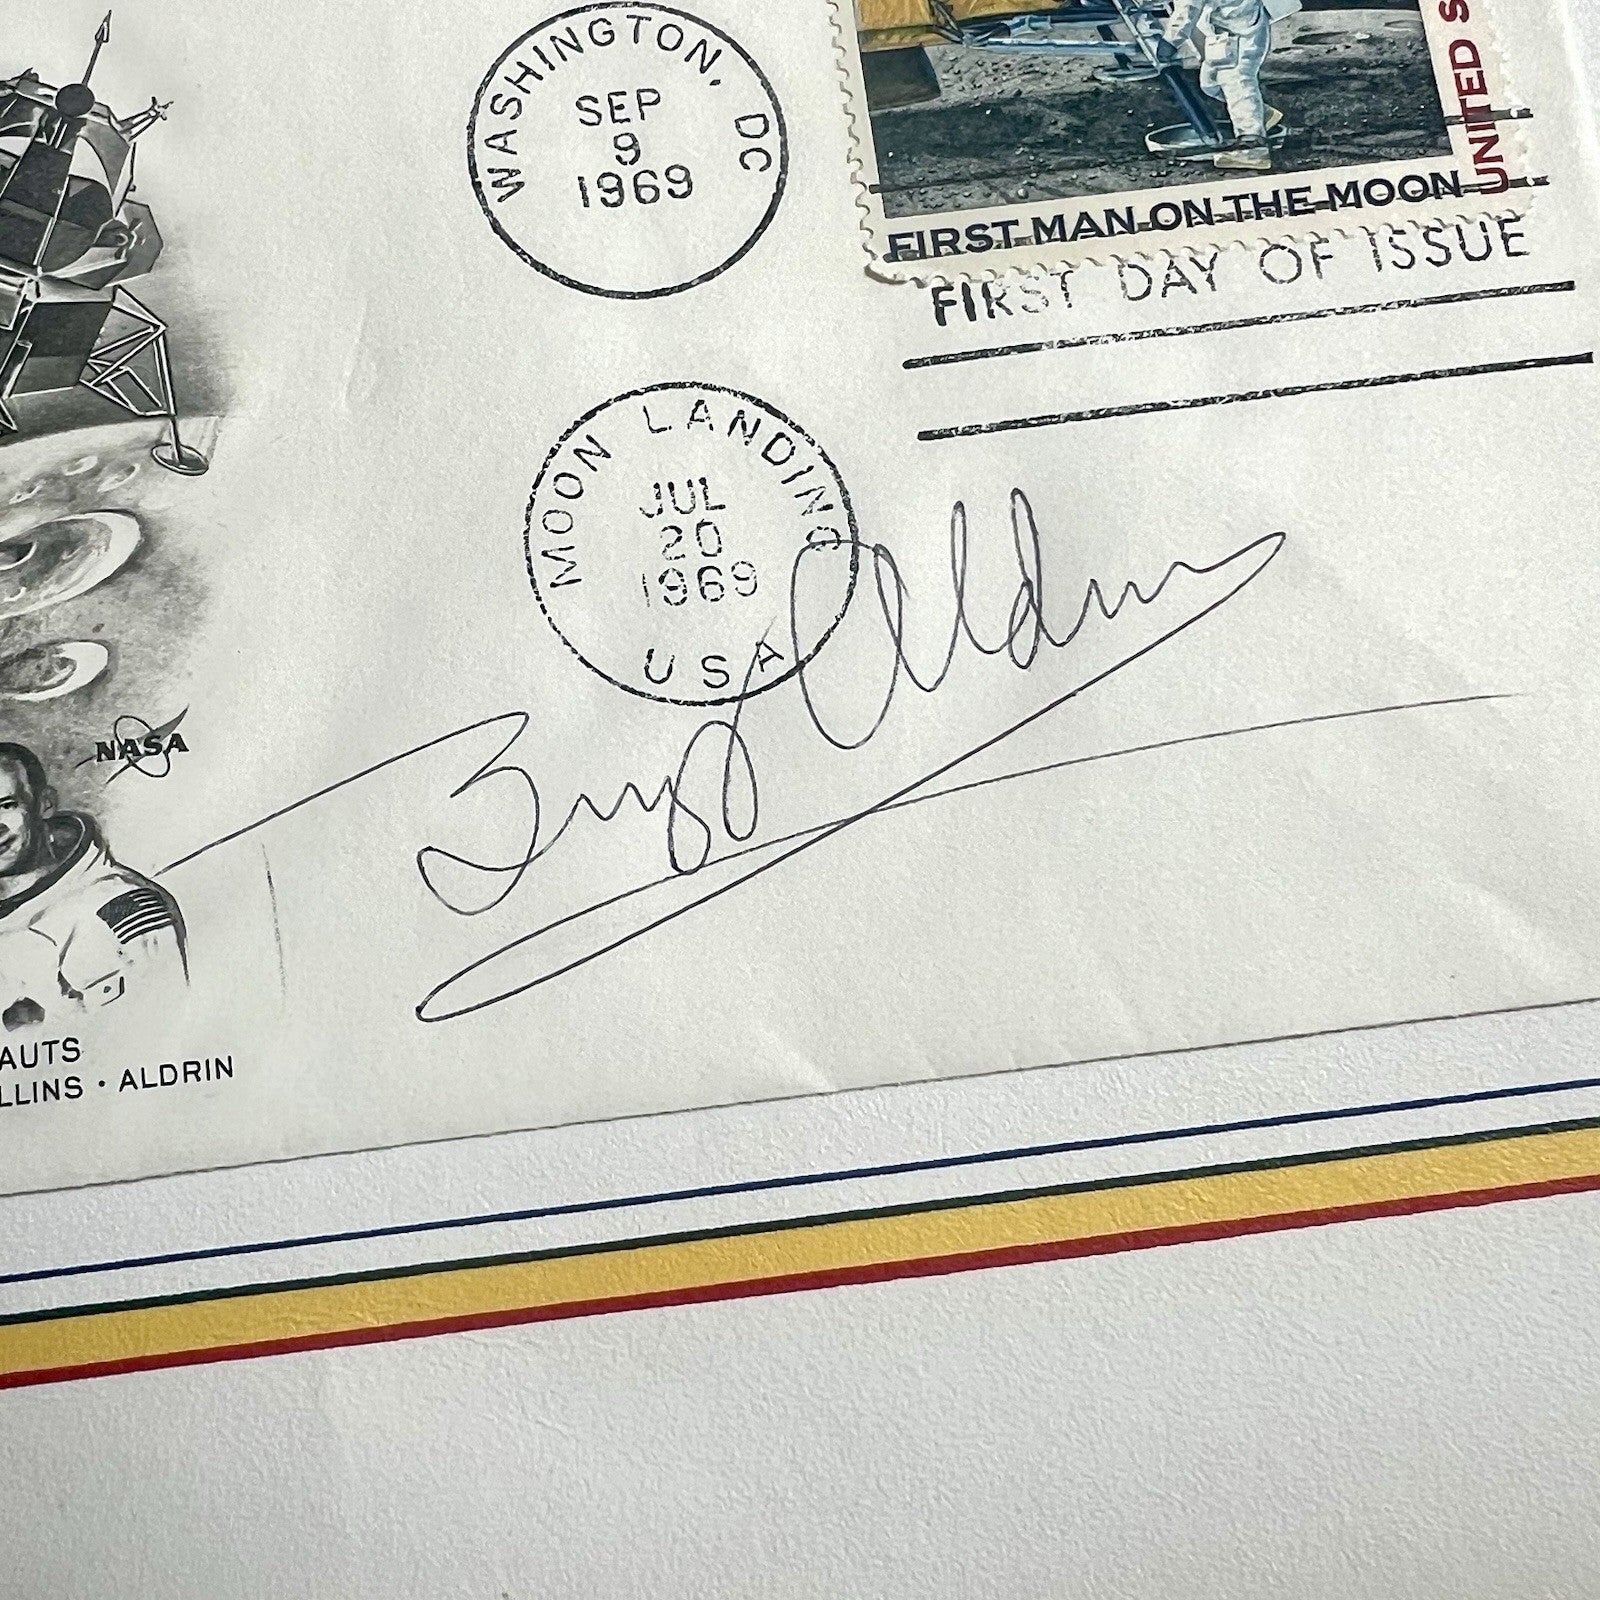 WASHINGTON, DC
SEP
9
1969
UNITED S
FIRST MAN ON THE MOON
FIRST DAY OF ISSUE
MOON LANDING
JUL
20
1969
USA
Buzz Aldrin
NASA
AUTS
LLINS • ALDRIN